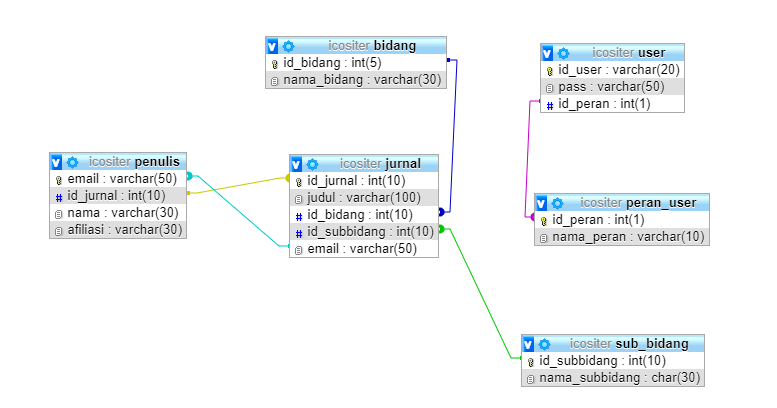 icositer bidang
id_bidang : int(5)
nama_bidang : varchar(30)
icositer user
id_user : varchar(20)
pass : varchar(50)
id_peran : int(1)
icositer penulis
email : varchar(50)
id_jurnal : int(10)
nama : varchar(30)
afiliasi : varchar(30)
icositer jurnal
id_jurnal : int(10)
judul : varchar(100)
id_bidang : int(10)
id_subbidang : int(10)
email : varchar(50)
icositer peran_user
id_peran : int(1)
nama_peran : varchar(10)
icositer sub_bidang
id_subbidang : int(10)
nama_subbidang : char(30)